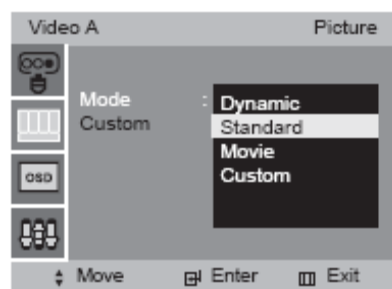 Video A Picture
Mode : Dynamic
Custom Standard
Movie
Custom
OSD
Move Enter Exit